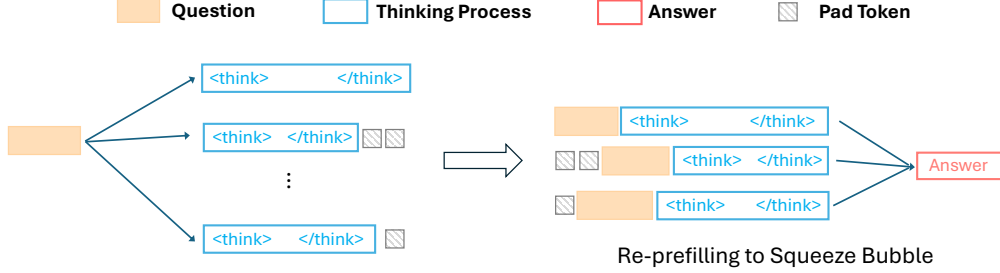 Question Thinking Process Answer Pad Token
<think> </think>
<think> </think>
⋮
<think> </think>
<think> </think>
<think> </think>
<think> </think>
Answer
Re-prefilling to Squeeze Bubble